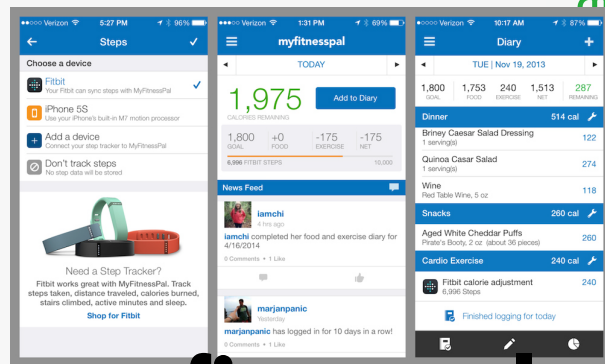 Verizon 5:27 PM 96%
Steps
Choose a device
Fitbit
Your Fitbit can sync steps with MyFitnessPal
iPhone 5S
Use your iPhone's built-in M7 motion processor
Add a device
Connect your step tracker to MyFitnessPal
Don't track steps
No step data will be stored
Need a Step Tracker?
Fitbit works great with MyFitnessPal. Track
steps taken, distance traveled, calories burned,
stairs climbed, active minutes and sleep.
Shop for Fitbit
Verizon 1:31 PM 69%
myfitnesspal
TODAY
1,975
CALORIES REMAINING
Add to Diary
1,800 +0 -175 -175
GOAL FOOD EXERCISE NET
6,996 FITBIT STEPS 10,000
News Feed
iamchi
4 hrs ago
iamchi completed her food and exercise diary for
4/16/2014
0 Comments • 1 Like
marjanpanic
Yesterday
marjanpanic has logged in for 10 days in a row!
0 Comments • 1 Like
Verizon 10:17 AM 87%
Diary
TUE | Nov 19, 2013
1,800 1,753 240 1,513 287
GOAL FOOD EXERCISE NET REMAINING
Dinner 514 cal
Briney Caesar Salad Dressing 122
1 serving(s)
Quinoa Casar Salad 274
1 serving(s)
Wine 118
Red Table Wine, 5 oz
Snacks 260 cal
Aged White Cheddar Puffs 260
Pirate's Booty, 2 oz (about 36 pieces)
Cardio Exercise 240 cal
Fitbit calorie adjustment 240
6,996 Steps
Finished logging for today